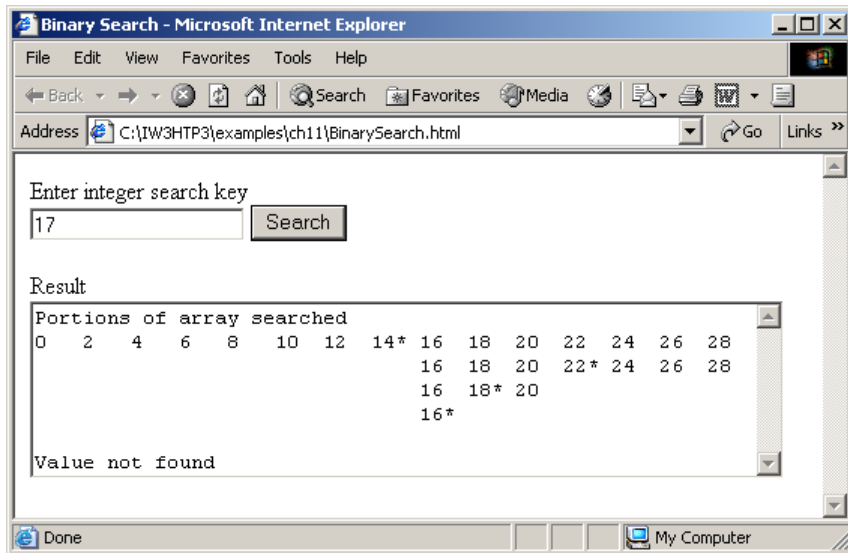 Binary Search - Microsoft Internet Explorer
File Edit View Favorites Tools Help
Back Search Favorites Media
Address C:\IW3HTP3\examples\ch11\BinarySearch.html Go Links »
Enter integer search key
17 Search
Result
Portions of array searched
0 2 4 6 8 10 12 14* 16 18 20 22 24 26 28
16 18 20 22* 24 26 28
16 18* 20
16*
Value not found
Done My Computer